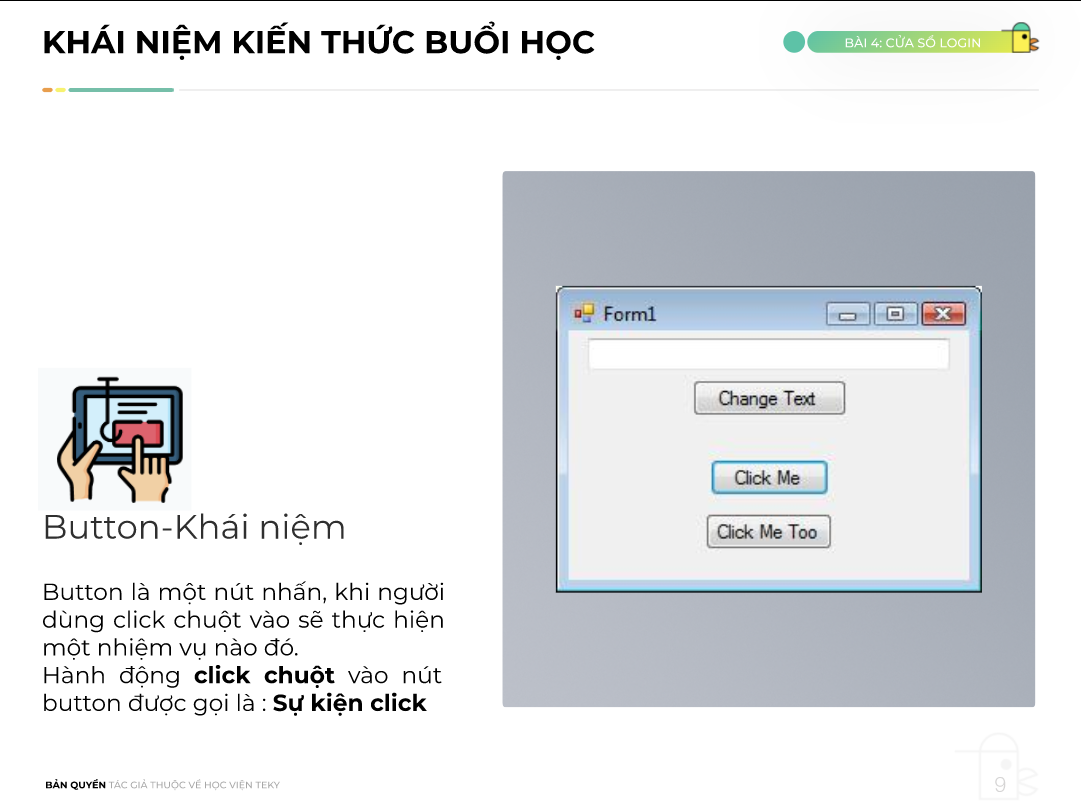 KHÁI NIỆM KIẾN THỨC BUỔI HỌC
BÀI 4: CỬA SỔ LOGIN
Form1
Change Text
Click Me
Click Me Too
Button-Khái niệm
Button là một nút nhấn, khi người
dùng click chuột vào sẽ thực hiện
một nhiệm vụ nào đó.
Hành động click chuột vào nút
button được gọi là : Sự kiện click
BẢN QUYỀN TÁC GIẢ THUỘC VỀ HỌC VIỆN TEKY
9